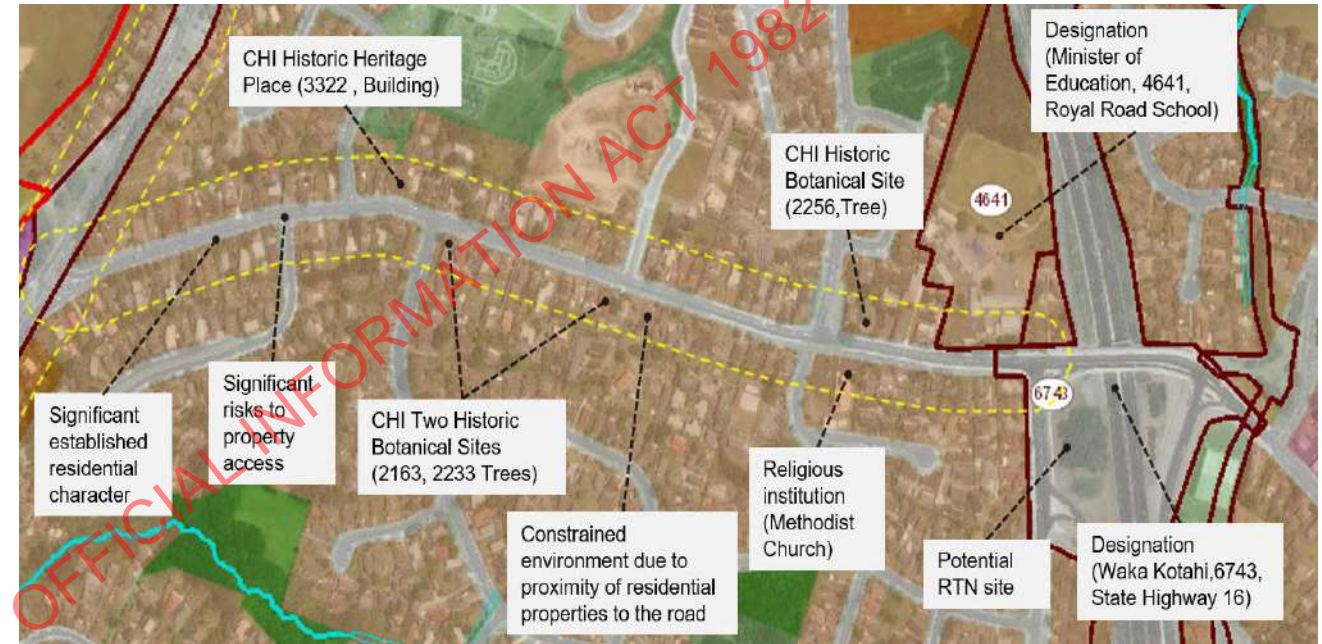 CHI Historic Heritage
Place (3322 , Building)
Designation
(Minister of
Education, 4641,
Royal Road School)
CHI Historic
Botanical Site
(2256,Tree)
4641
6743
Significant
established
residential
character
Significant
risks to
property
access
CHI Two Historic
Botanical Sites
(2163, 2233 Trees)
Constrained
environment due to
proximity of residential
properties to the road
Religious
institution
(Methodist
Church)
Potential
RTN site
Designation
(Waka Kotahi,6743,
State Highway 16)
OFFICIAL INFORMATION ACT 1982